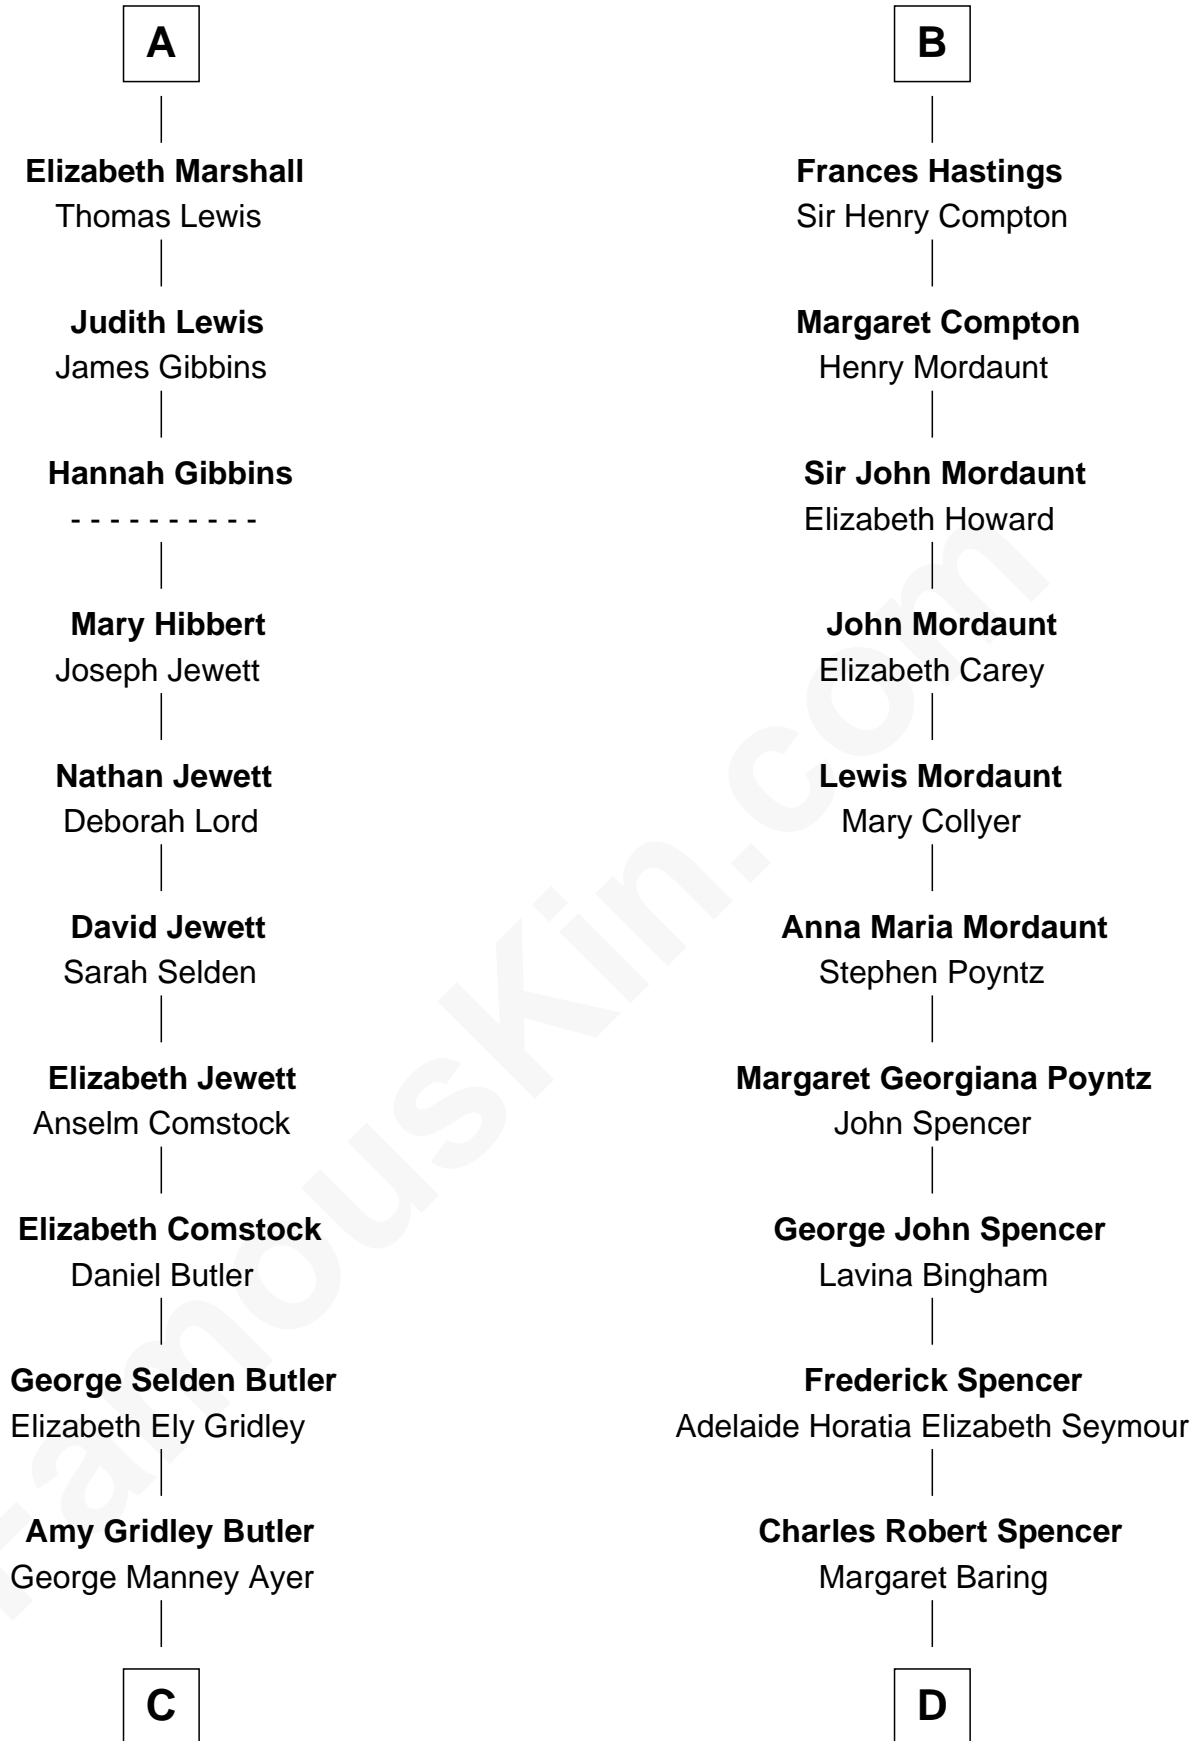 A
Elizabeth Marshall
Thomas Lewis
Judith Lewis
James Gibbins
Hannah Gibbins
- - - - - - - - - -
Mary Hibbert
Joseph Jewett
Nathan Jewett
Deborah Lord
David Jewett
Sarah Selden
Elizabeth Jewett
Anselm Comstock
Elizabeth Comstock
Daniel Butler
George Selden Butler
Elizabeth Ely Gridley
Amy Gridley Butler
George Manney Ayer
C
B
Frances Hastings
Sir Henry Compton
Margaret Compton
Henry Mordaunt
Sir John Mordaunt
Elizabeth Howard
John Mordaunt
Elizabeth Carey
Lewis Mordaunt
Mary Collyer
Anna Maria Mordaunt
Stephen Poyntz
Margaret Georgiana Poyntz
John Spencer
George John Spencer
Lavina Bingham
Frederick Spencer
Adelaide Horatia Elizabeth Seymour
Charles Robert Spencer
Margaret Baring
D
FamousKin.com